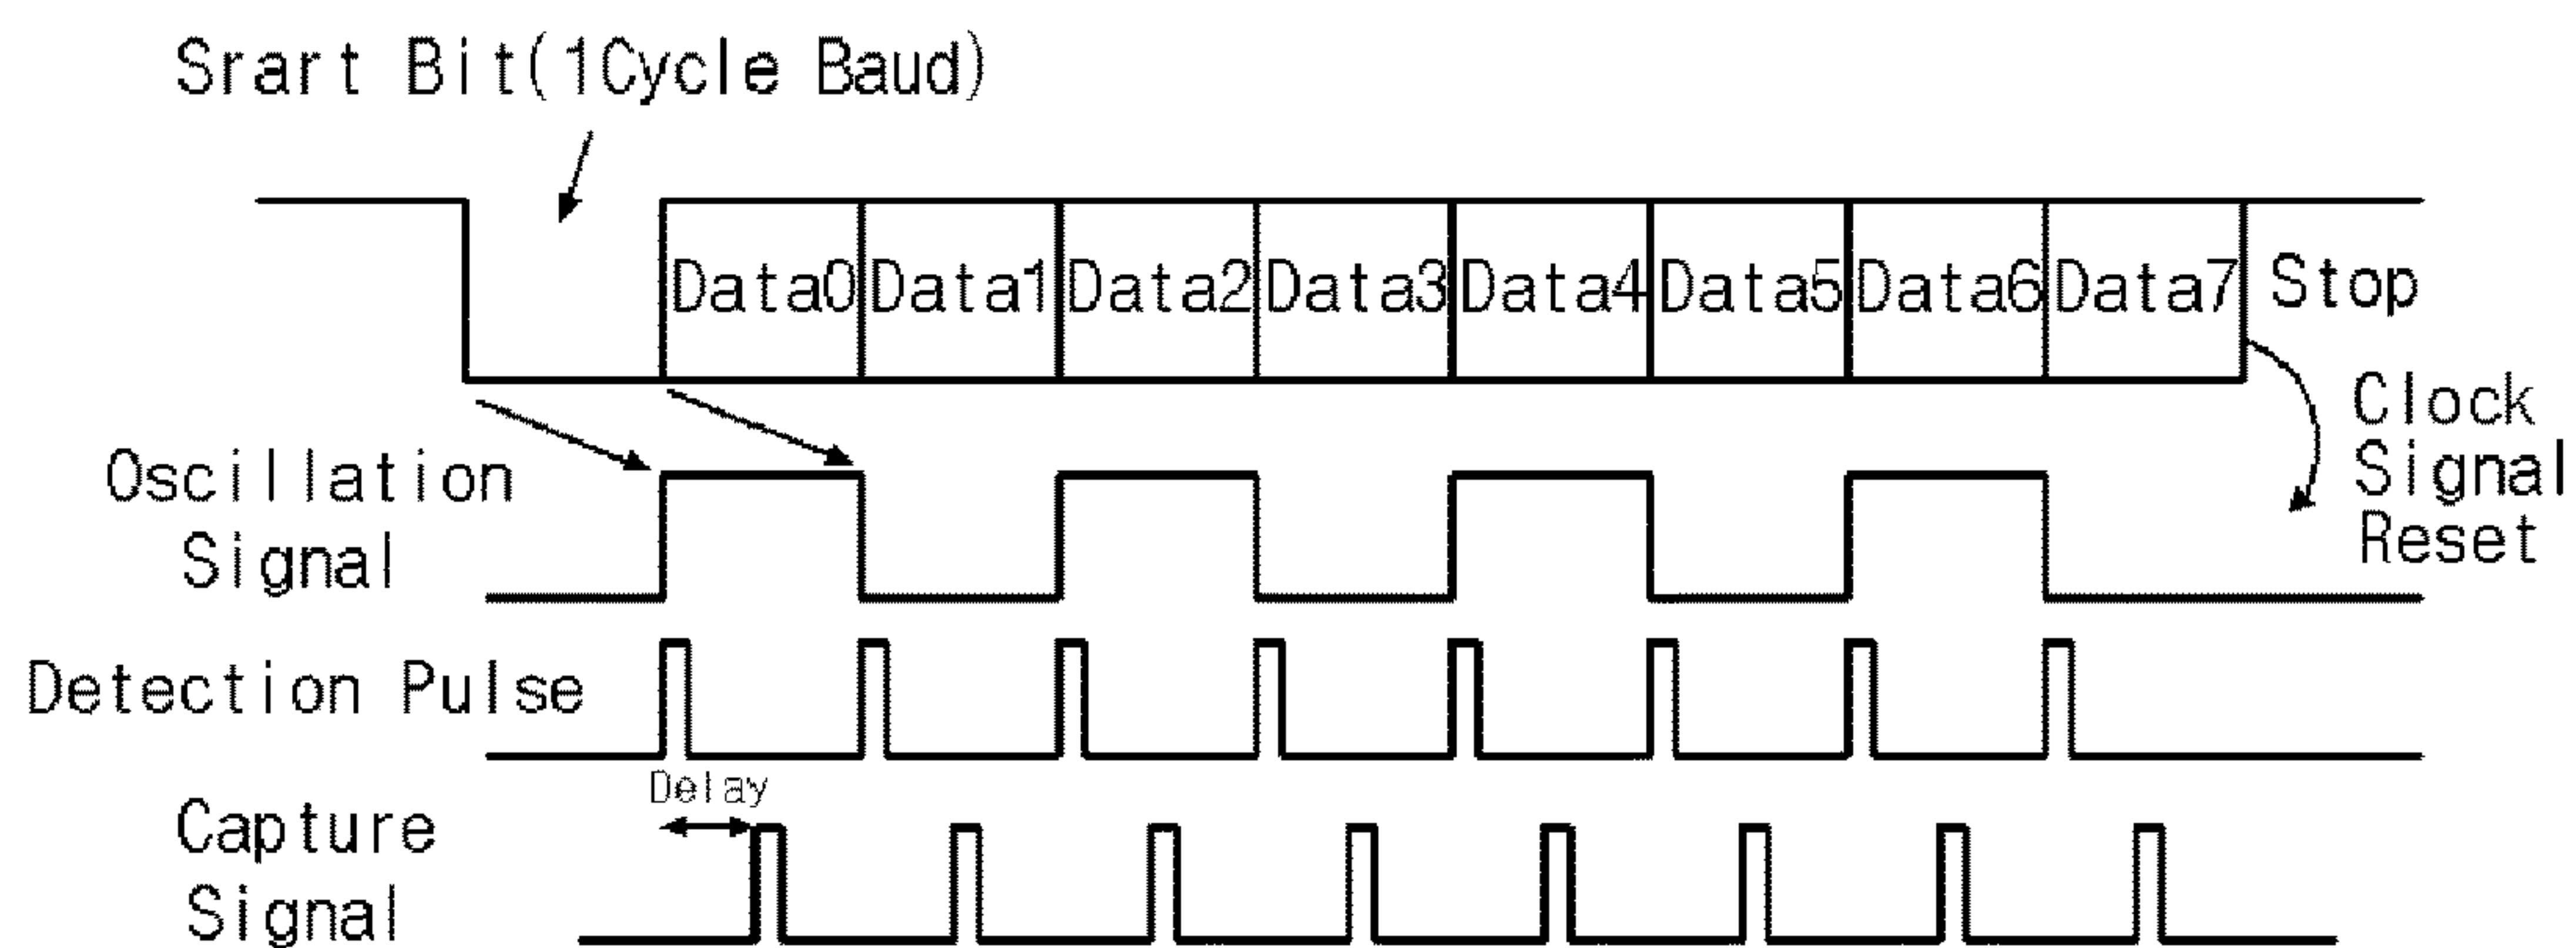 Srart Bit(1Cycle Baud)
Data0 Data1 Data2 Data3 Data4 Data5 Data6 Data7 Stop
Clock
Signal
Reset
Oscillation
Signal
Detection Pulse
Delay
Capture
Signal